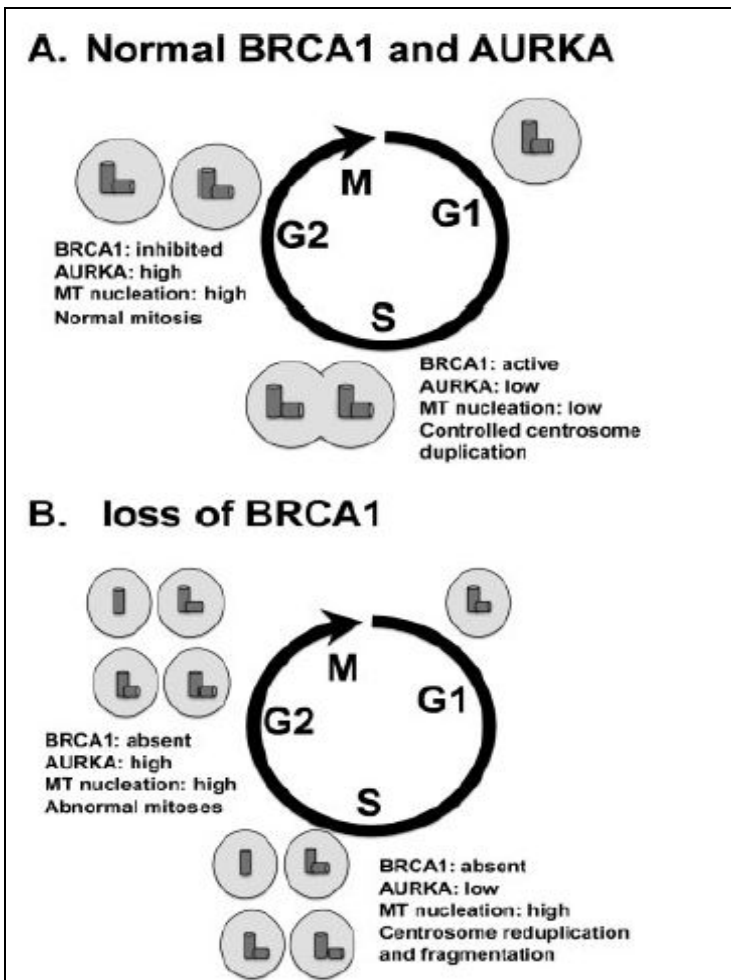 A. Normal BRCA1 and AURKA
M
G1
G2
S
BRCA1: inhibited
AURKA: high
MT nucleation: high
Normal mitosis
BRCA1: active
AURKA: low
MT nucleation: low
Controlled centrosome
duplication
B. loss of BRCA1
M
G1
G2
S
BRCA1: absent
AURKA: high
MT nucleation: high
Abnormal mitoses
BRCA1: absent
AURKA: low
MT nucleation: high
Centrosome reduplication
and fragmentation